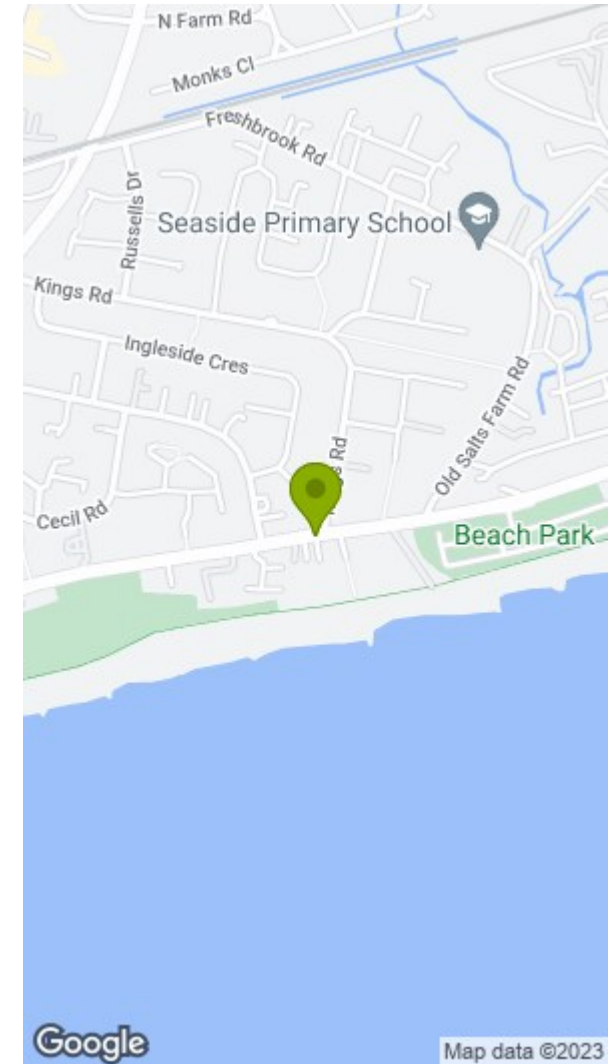 N Farm Rd
Monks Cl
Freshbrook Rd
Russells Dr
Seaside Primary School
Kings Rd
Ingleside Cres
Old Salts Farm Rd
Rd
Cecil Rd
Beach Park
Google
Map data ©2023